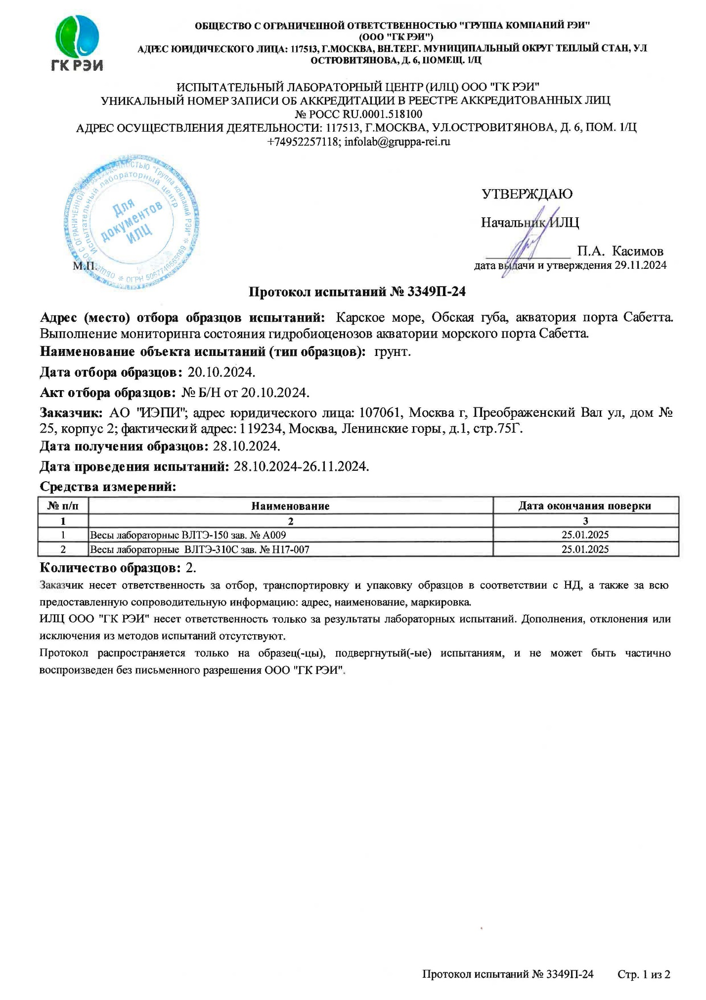 ГК РЭИ
ОБЩЕСТВО С ОГРАНИЧЕННОЙ ОТВЕТСТВЕННОСТЬЮ "ГРУППА КОМПАНИЙ РЭИ"
(ООО "ГК РЭИ")
АДРЕС ЮРИДИЧЕСКОГО ЛИЦА: 117513, Г.МОСКВА, ВН.ТЕР.Г. МУНИЦИПАЛЬНЫЙ ОКРУГ ТЕПЛЫЙ СТАН, УЛ
ОСТРОВИТЯНОВА, Д. 6, ПОМЕЩ. 1/Ц
ИСПЫТАТЕЛЬНЫЙ ЛАБОРАТОРНЫЙ ЦЕНТР (ИЛЦ) ООО "ГК РЭИ"
УНИКАЛЬНЫЙ НОМЕР ЗАПИСИ ОБ АККРЕДИТАЦИИ В РЕЕСТРЕ АККРЕДИТОВАННЫХ ЛИЦ
№ РОСС RU.0001.518100
АДРЕС ОСУЩЕСТВЛЕНИЯ ДЕЯТЕЛЬНОСТИ: 117513, Г.МОСКВА, УЛ.ОСТРОВИТЯНОВА, Д. 6, ПОМ. 1/Ц
+74952257118; infolab@gruppa-rei.ru
"Группа компаний РЭИ"
Испытательный лабораторный центр
Для
документов
ИЛЦ
УТВЕРЖДАЮ
Начальник ИЛЦ
П.А. Касимов
М.П.
дата выдачи и утверждения 29.11.2024
Протокол испытаний № 3349П-24
Адрес (место) отбора образцов испытаний: Карское море, Обская губа, акватория порта Сабетта.
Выполнение мониторинга состояния гидробиоценозов акватории морского порта Сабетта.
Наименование объекта испытаний (тип образцов): грунт.
Дата отбора образцов: 20.10.2024.
Акт отбора образцов: № Б/Н от 20.10.2024.
Заказчик: АО "ИЭПИ"; адрес юридического лица: 107061, Москва г, Преображенский Вал ул, дом №
25, корпус 2; фактический адрес: 119234, Москва, Ленинские горы, д.1, стр.75Г.
Дата получения образцов: 28.10.2024.
Дата проведения испытаний: 28.10.2024-26.11.2024.
Средства измерений:
№ п/п Наименование Дата окончания поверки
1 2 3
1 Весы лабораторные ВЛТЭ-150 зав. № А009 25.01.2025
2 Весы лабораторные ВЛТЭ-310С зав. № Н17-007 25.01.2025
Количество образцов: 2.
Заказчик несет ответственность за отбор, транспортировку и упаковку образцов в соответствии с НД, а также за всю
предоставленную сопроводительную информацию: адрес, наименование, маркировка.
ИЛЦ ООО "ГК РЭИ" несет ответственность только за результаты лабораторных испытаний. Дополнения, отклонения или
исключения из методов испытаний отсутствуют.
Протокол распространяется только на образец(-цы), подвергнутый(-ые) испытаниям, и не может быть частично
воспроизведен без письменного разрешения ООО "ГК РЭИ".
Протокол испытаний № 3349П-24 Стр. 1 из 2